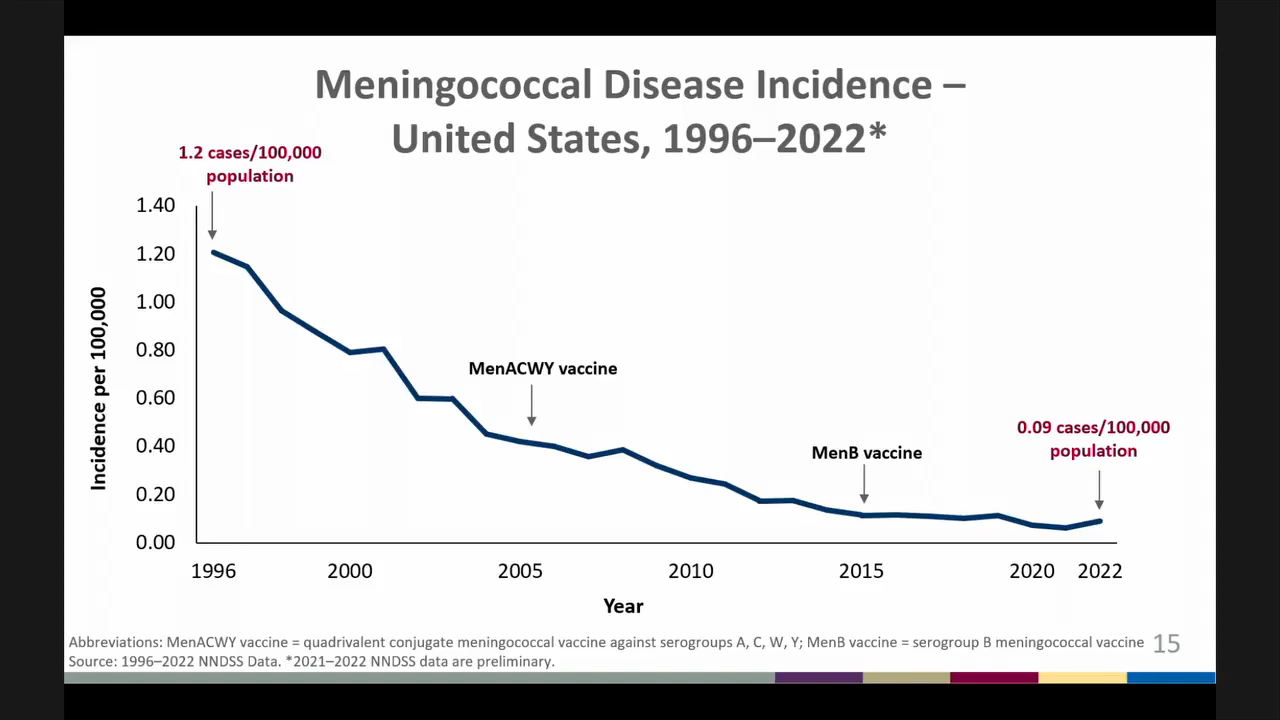 Meningococcal Disease Incidence –
United States, 1996–2022*
1.2 cases/100,000
population
1.40
1.20
1.00
0.80
0.60
0.40
0.20
0.00
Incidence per 100,000
MenACWY vaccine
MenB vaccine
0.09 cases/100,000
population
1996 2000 2005 2010 2015 2020 2022
Year
Abbreviations: MenACWY vaccine = quadrivalent conjugate meningococcal vaccine against serogroups A, C, W, Y; MenB vaccine = serogroup B meningococcal vaccine
Source: 1996–2022 NNDSS Data. *2021–2022 NNDSS data are preliminary.
15